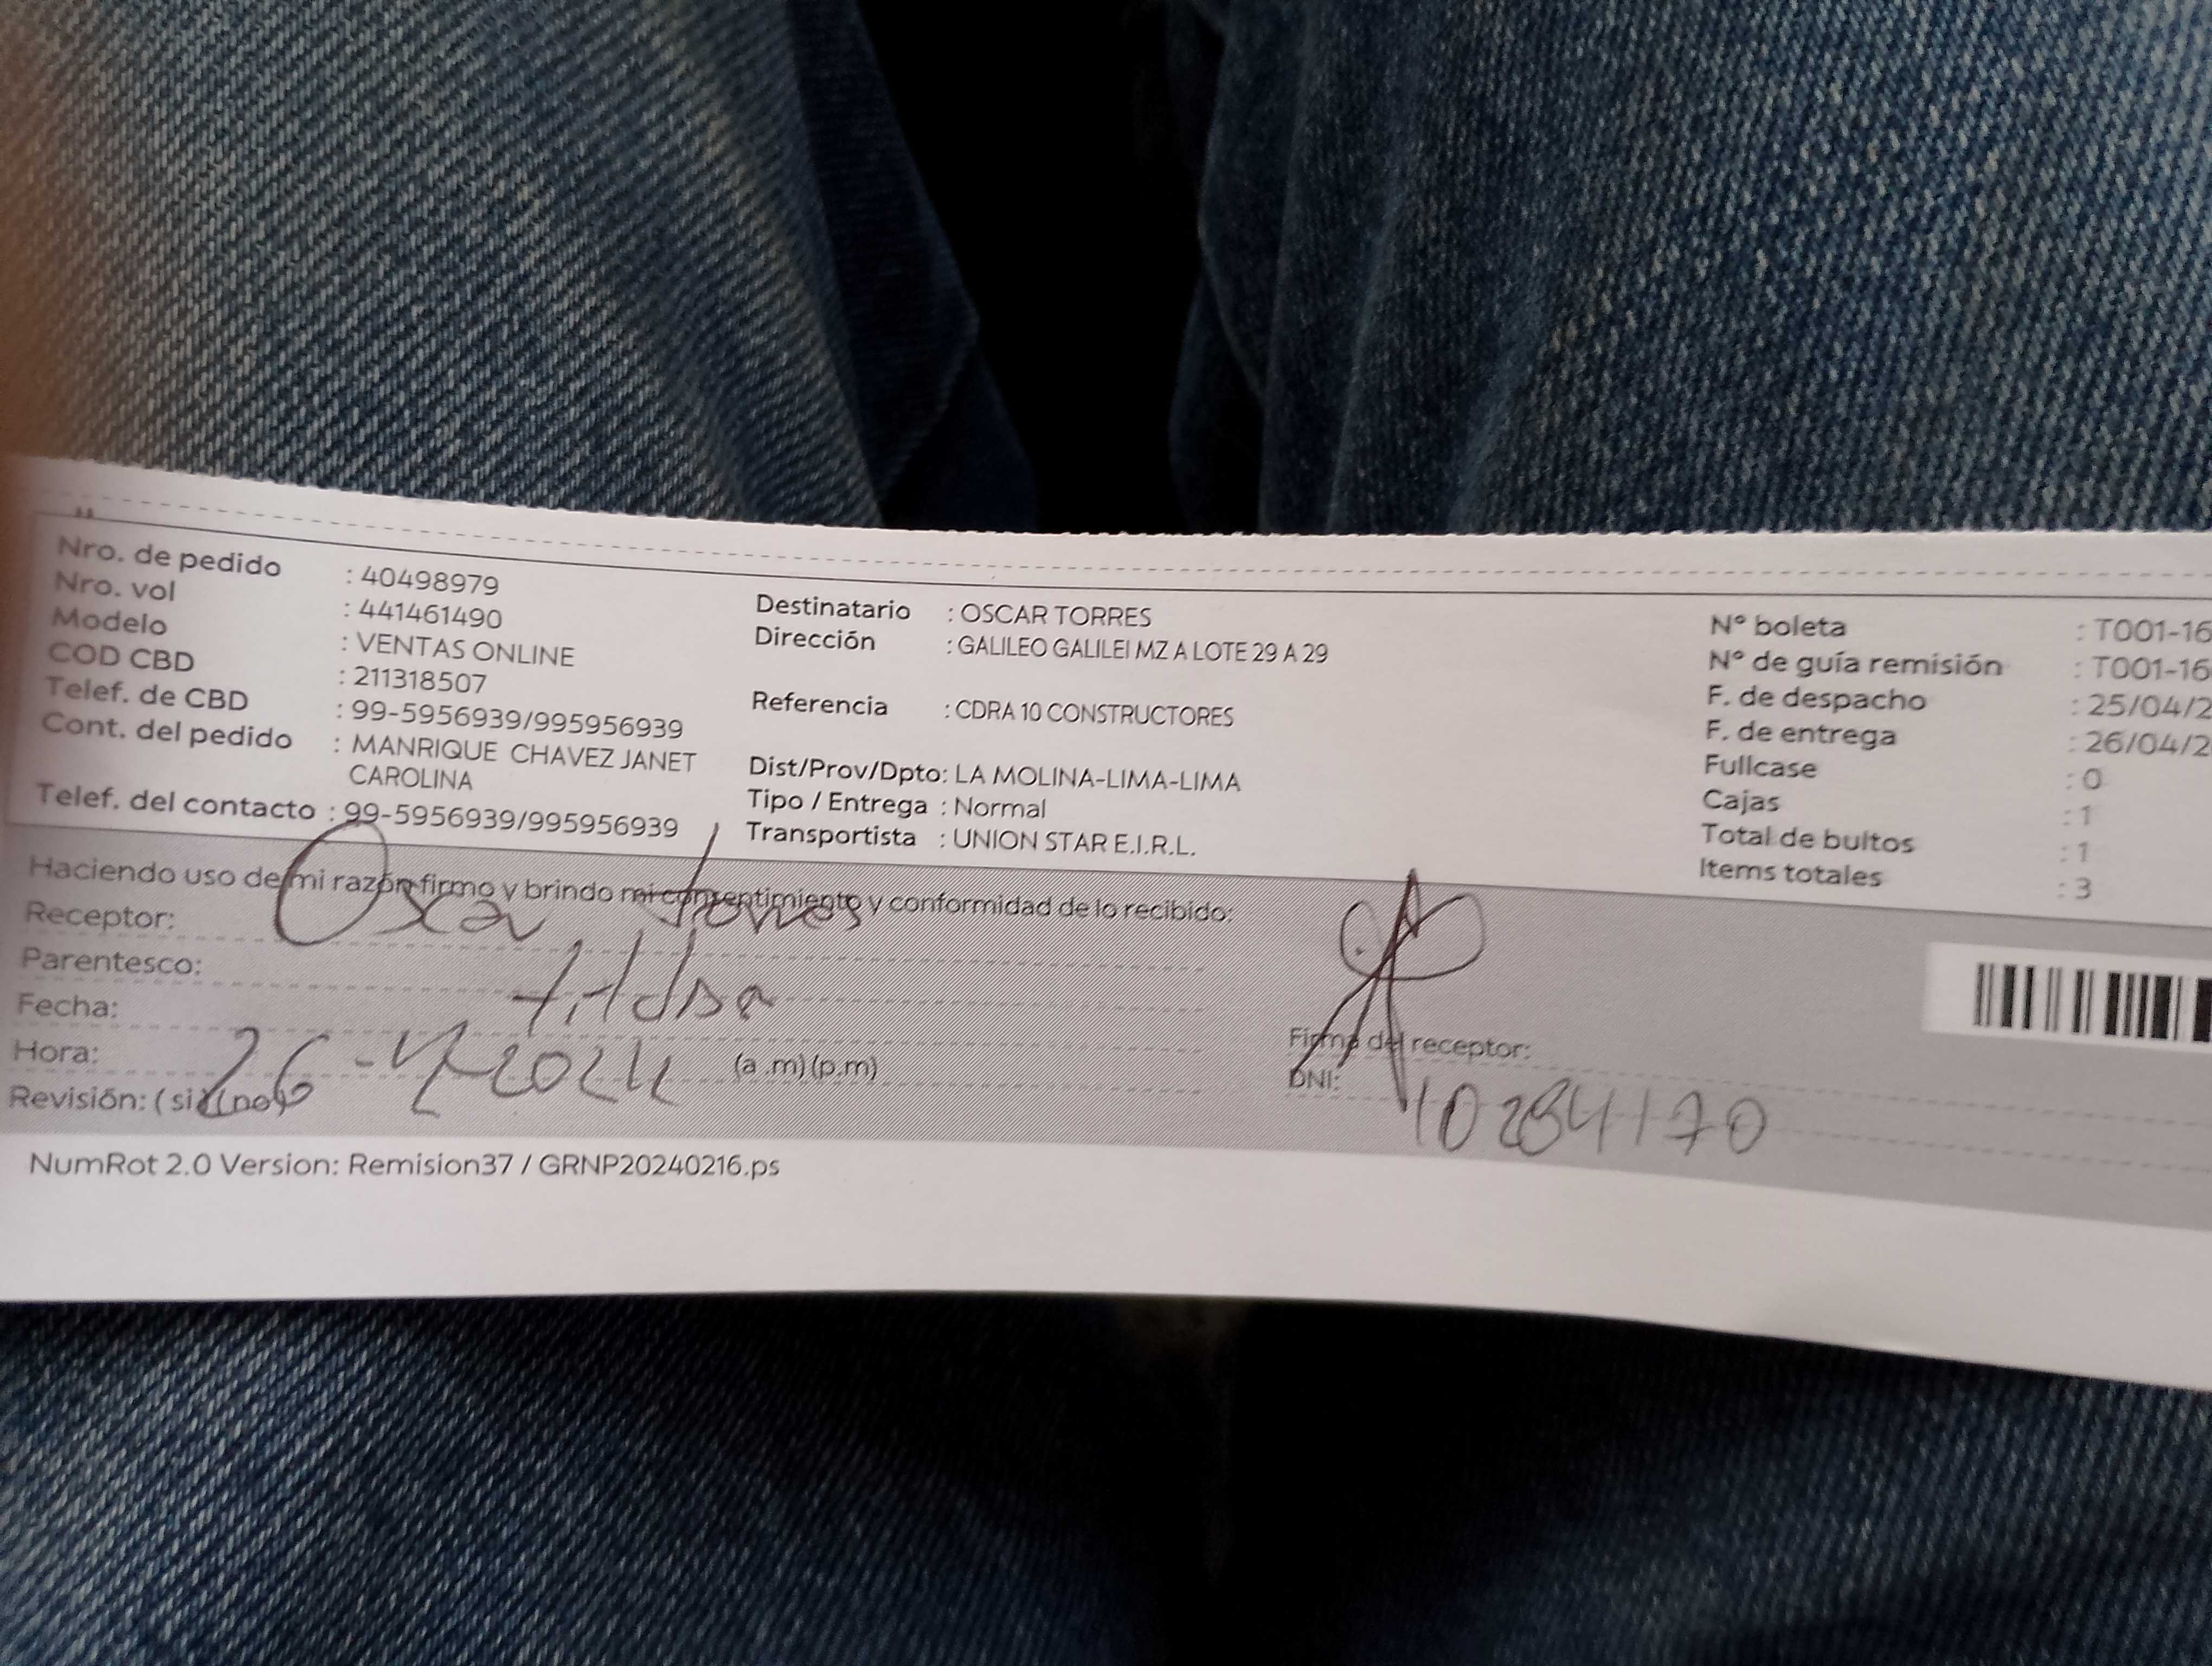 Nro. de pedido : 40498979
Nro. vol : 441461490
Modelo : VENTAS ONLINE
COD CBD : 211318507
Telef. de CBD : 99-5956939/995956939
Cont. del pedido : MANRIQUE CHAVEZ JANET
CAROLINA
Telef. del contacto : 99-5956939/995956939
Destinatario : OSCAR TORRES
Dirección : GALILEO GALILEI MZ A LOTE 29 A 29
Referencia : CDRA 10 CONSTRUCTORES
Dist/Prov/Dpto: LA MOLINA-LIMA-LIMA
Tipo / Entrega : Normal
Transportista : UNION STAR E.I.R.L.
N° boleta : T001-16
N° de guía remisión : T001-16
F. de despacho : 25/04/2
F. de entrega : 26/04/2
Fullcase : 0
Cajas : 1
Total de bultos : 1
Items totales : 3
Haciendo uso de mi razón firmo y brindo mi consentimiento y conformidad de lo recibido:
Receptor: Oscar Torres
Parentesco:
Fecha: 26-4-2024
Hora: (a .m)(p.m)
Revisión: ( si)(no)
Firma del receptor:
DNI: 10284170
NumRot 2.0 Version: Remision37 / GRNP20240216.ps